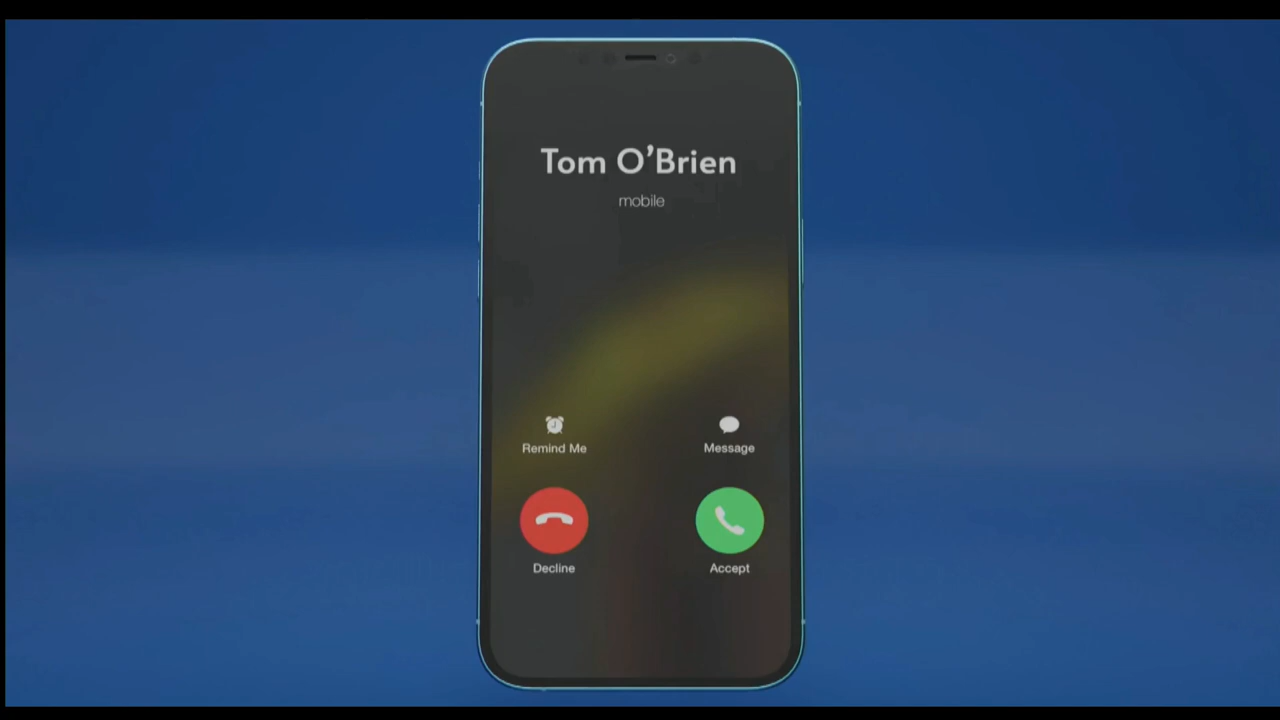 Tom O’Brien
mobile
Remind Me
Message
Decline
Accept